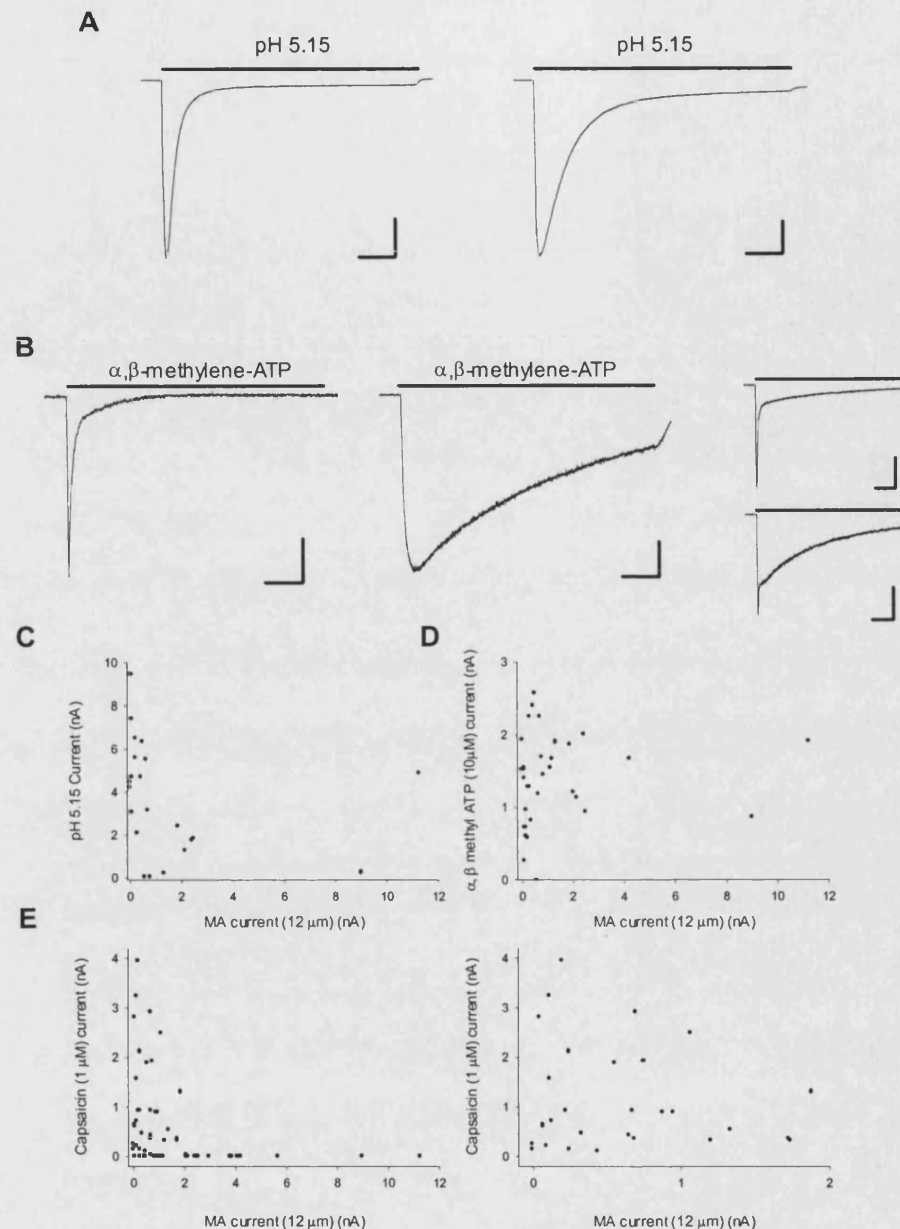 A
pH 5.15
pH 5.15
B
α,β-methylene-ATP
α,β-methylene-ATP
C
10
8
6
4
2
0
pH 5.15 Current (nA)
0 2 4 6 8 10 12
MA current (12 μm) (nA)
D
3
2
1
0
α, β methyl ATP (10μM) current (nA)
0 2 4 6 8 10 12
MA current (12 μm) (nA)
E
4
3
2
1
0
Capsaicin (1 μM) current (nA)
0 2 4 6 8 10 12
MA current (12 μm) (nA)
4
3
2
1
0
Capsaicin (1 μM) current (nA)
0 1 2
MA current (12 μm) (nA)